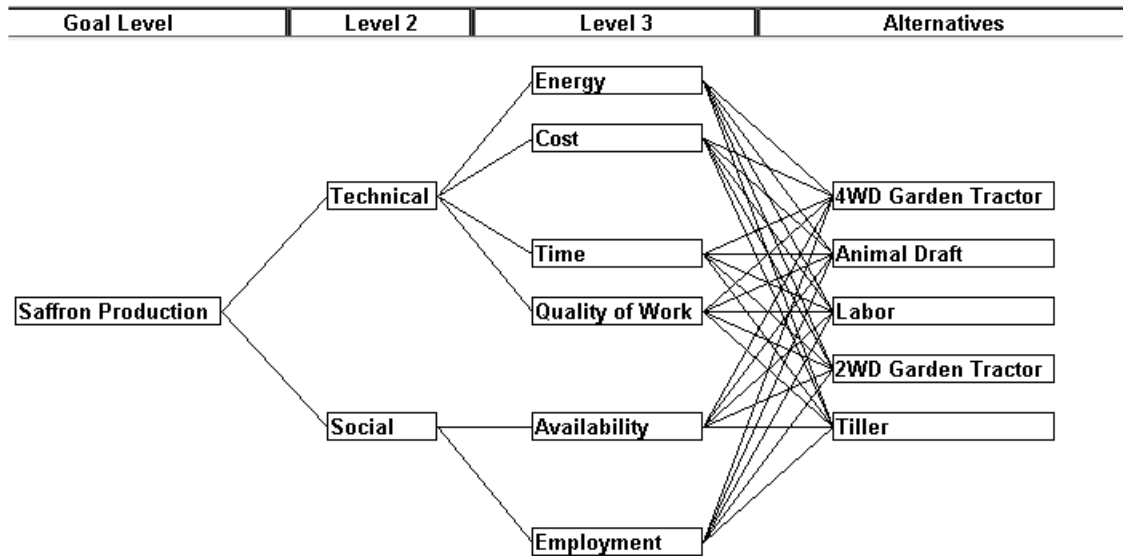 Goal Level
Level 2
Level 3
Alternatives
Energy
Cost
Technical
4WD Garden Tractor
Time
Animal Draft
Saffron Production
Quality of Work
Labor
2WD Garden Tractor
Social
Availability
Tiller
Employment